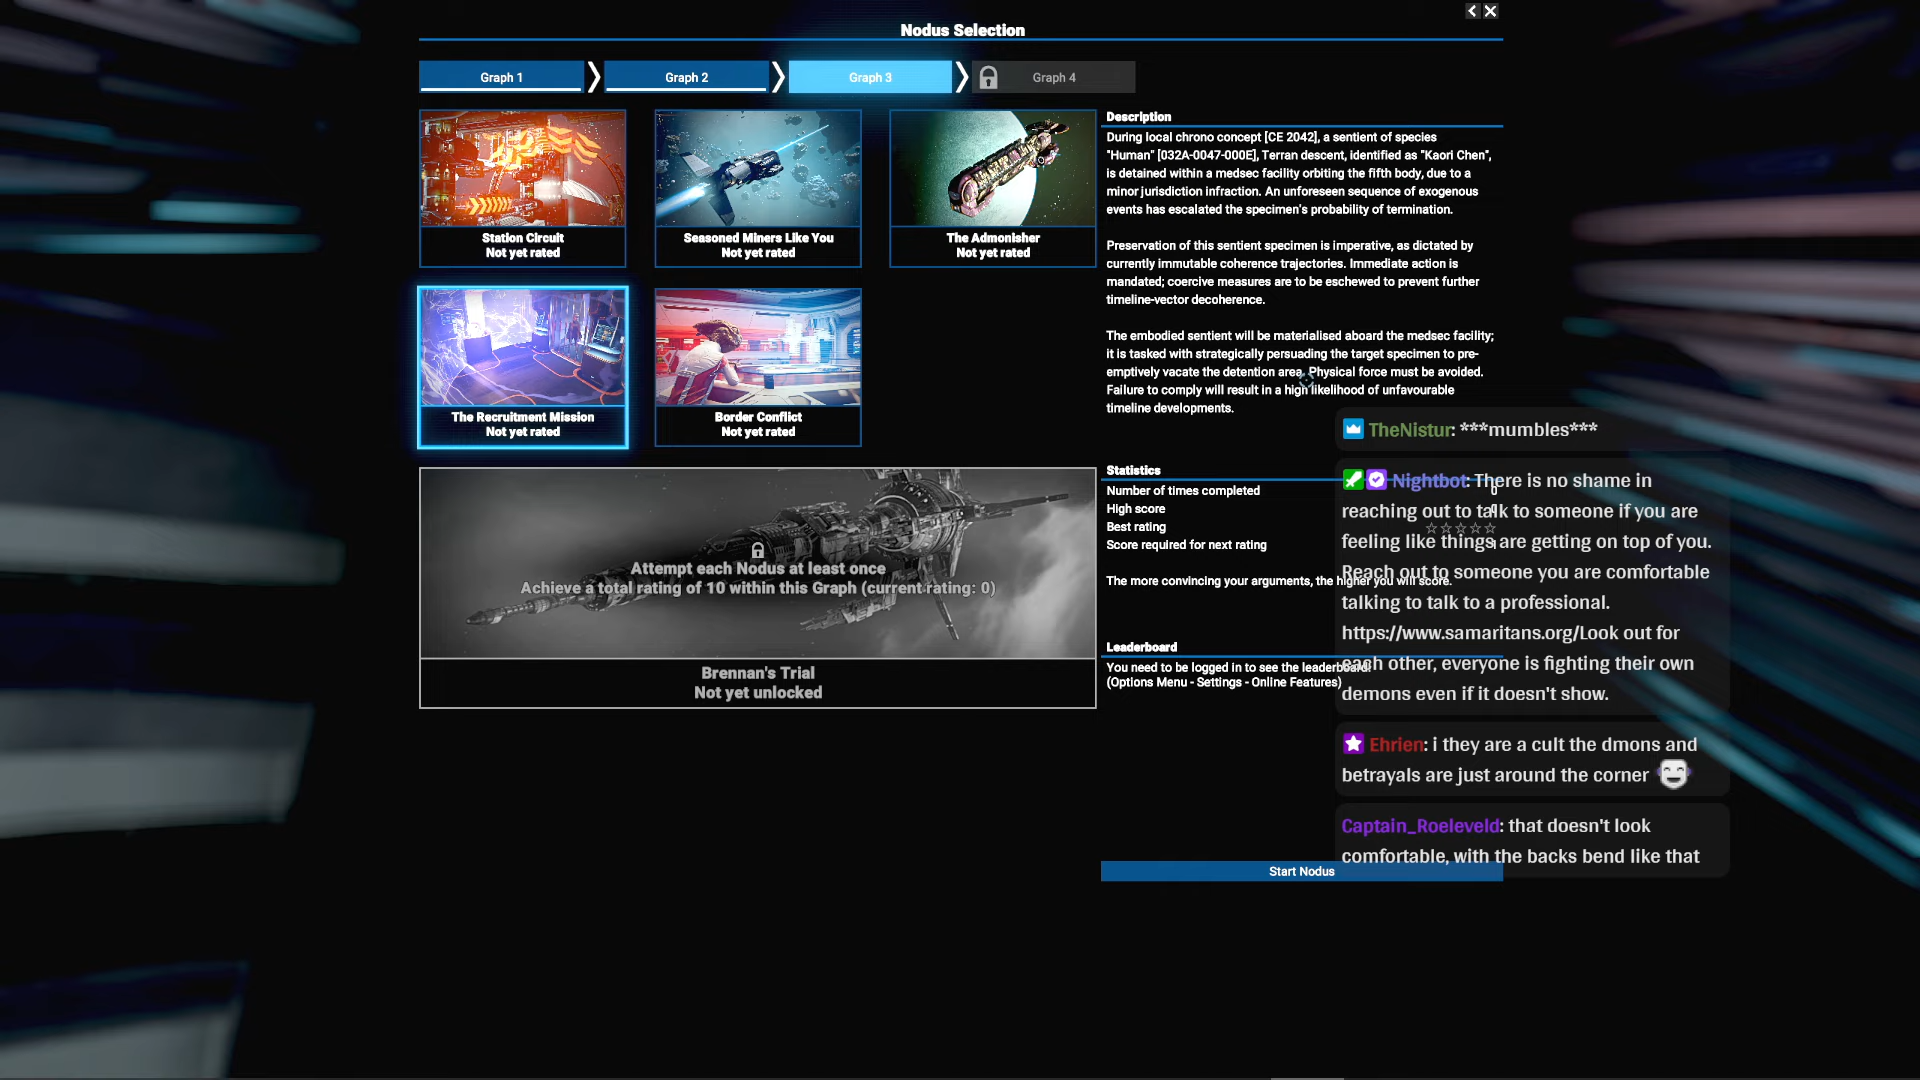 Nodus Selection
Graph 1
Graph 2
Graph 3
Graph 4
Station Circuit
Not yet rated
Seasoned Miners Like You
Not yet rated
The Admonisher
Not yet rated
The Recruitment Mission
Not yet rated
Border Conflict
Not yet rated
Attempt each Nodus at least once
Achieve a total rating of 10 within this Graph (current rating: 0)
Brennan's Trial
Not yet unlocked
Description
During local chrono concept [CE 2042], a sentient of species
"Human" [032A-0047-000E], Terran descent, identified as "Kaori Chen",
is detained within a medsec facility orbiting the fifth body, due to a
minor jurisdiction infraction. An unforeseen sequence of exogenous
events has escalated the specimen's probability of termination.
Preservation of this sentient specimen is imperative, as dictated by
currently immutable coherence trajectories. Immediate action is
mandated; coercive measures are to be eschewed to prevent further
timeline-vector decoherence.
The embodied sentient will be materialised aboard the medsec facility;
it is tasked with strategically persuading the target specimen to pre-
emptively vacate the detention area. Physical force must be avoided.
Failure to comply will result in a high likelihood of unfavourable
timeline developments.
Statistics
Number of times completed
0
High score
0
Best rating
☆☆☆☆☆
Score required for next rating
The more convincing your arguments, the higher you will score.
Leaderboard
You need to be logged in to see the leaderboard!
(Options Menu - Settings - Online Features)
Start Nodus
TheNistur: ***mumbles***
Nightbot: There is no shame in
reaching out to talk to someone if you are
feeling like things are getting on top of you.
Reach out to someone you are comfortable
talking to talk to a professional.
https://www.samaritans.org/Look out for
each other, everyone is fighting their own
demons even if it doesn't show.
Ehrien: i they are a cult the dmons and
betrayals are just around the corner
Captain_Roeleveld: that doesn't look
comfortable, with the backs bend like that